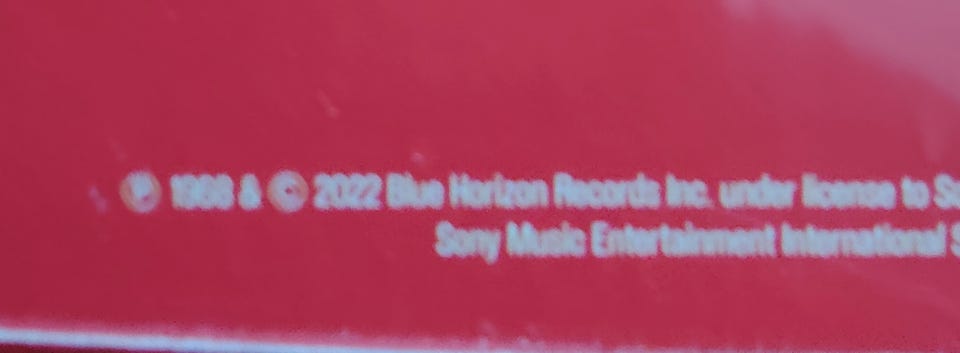 ℗ 1968 & © 2022 Blue Horizon Records Inc. under license to
Sony Music Entertainment International